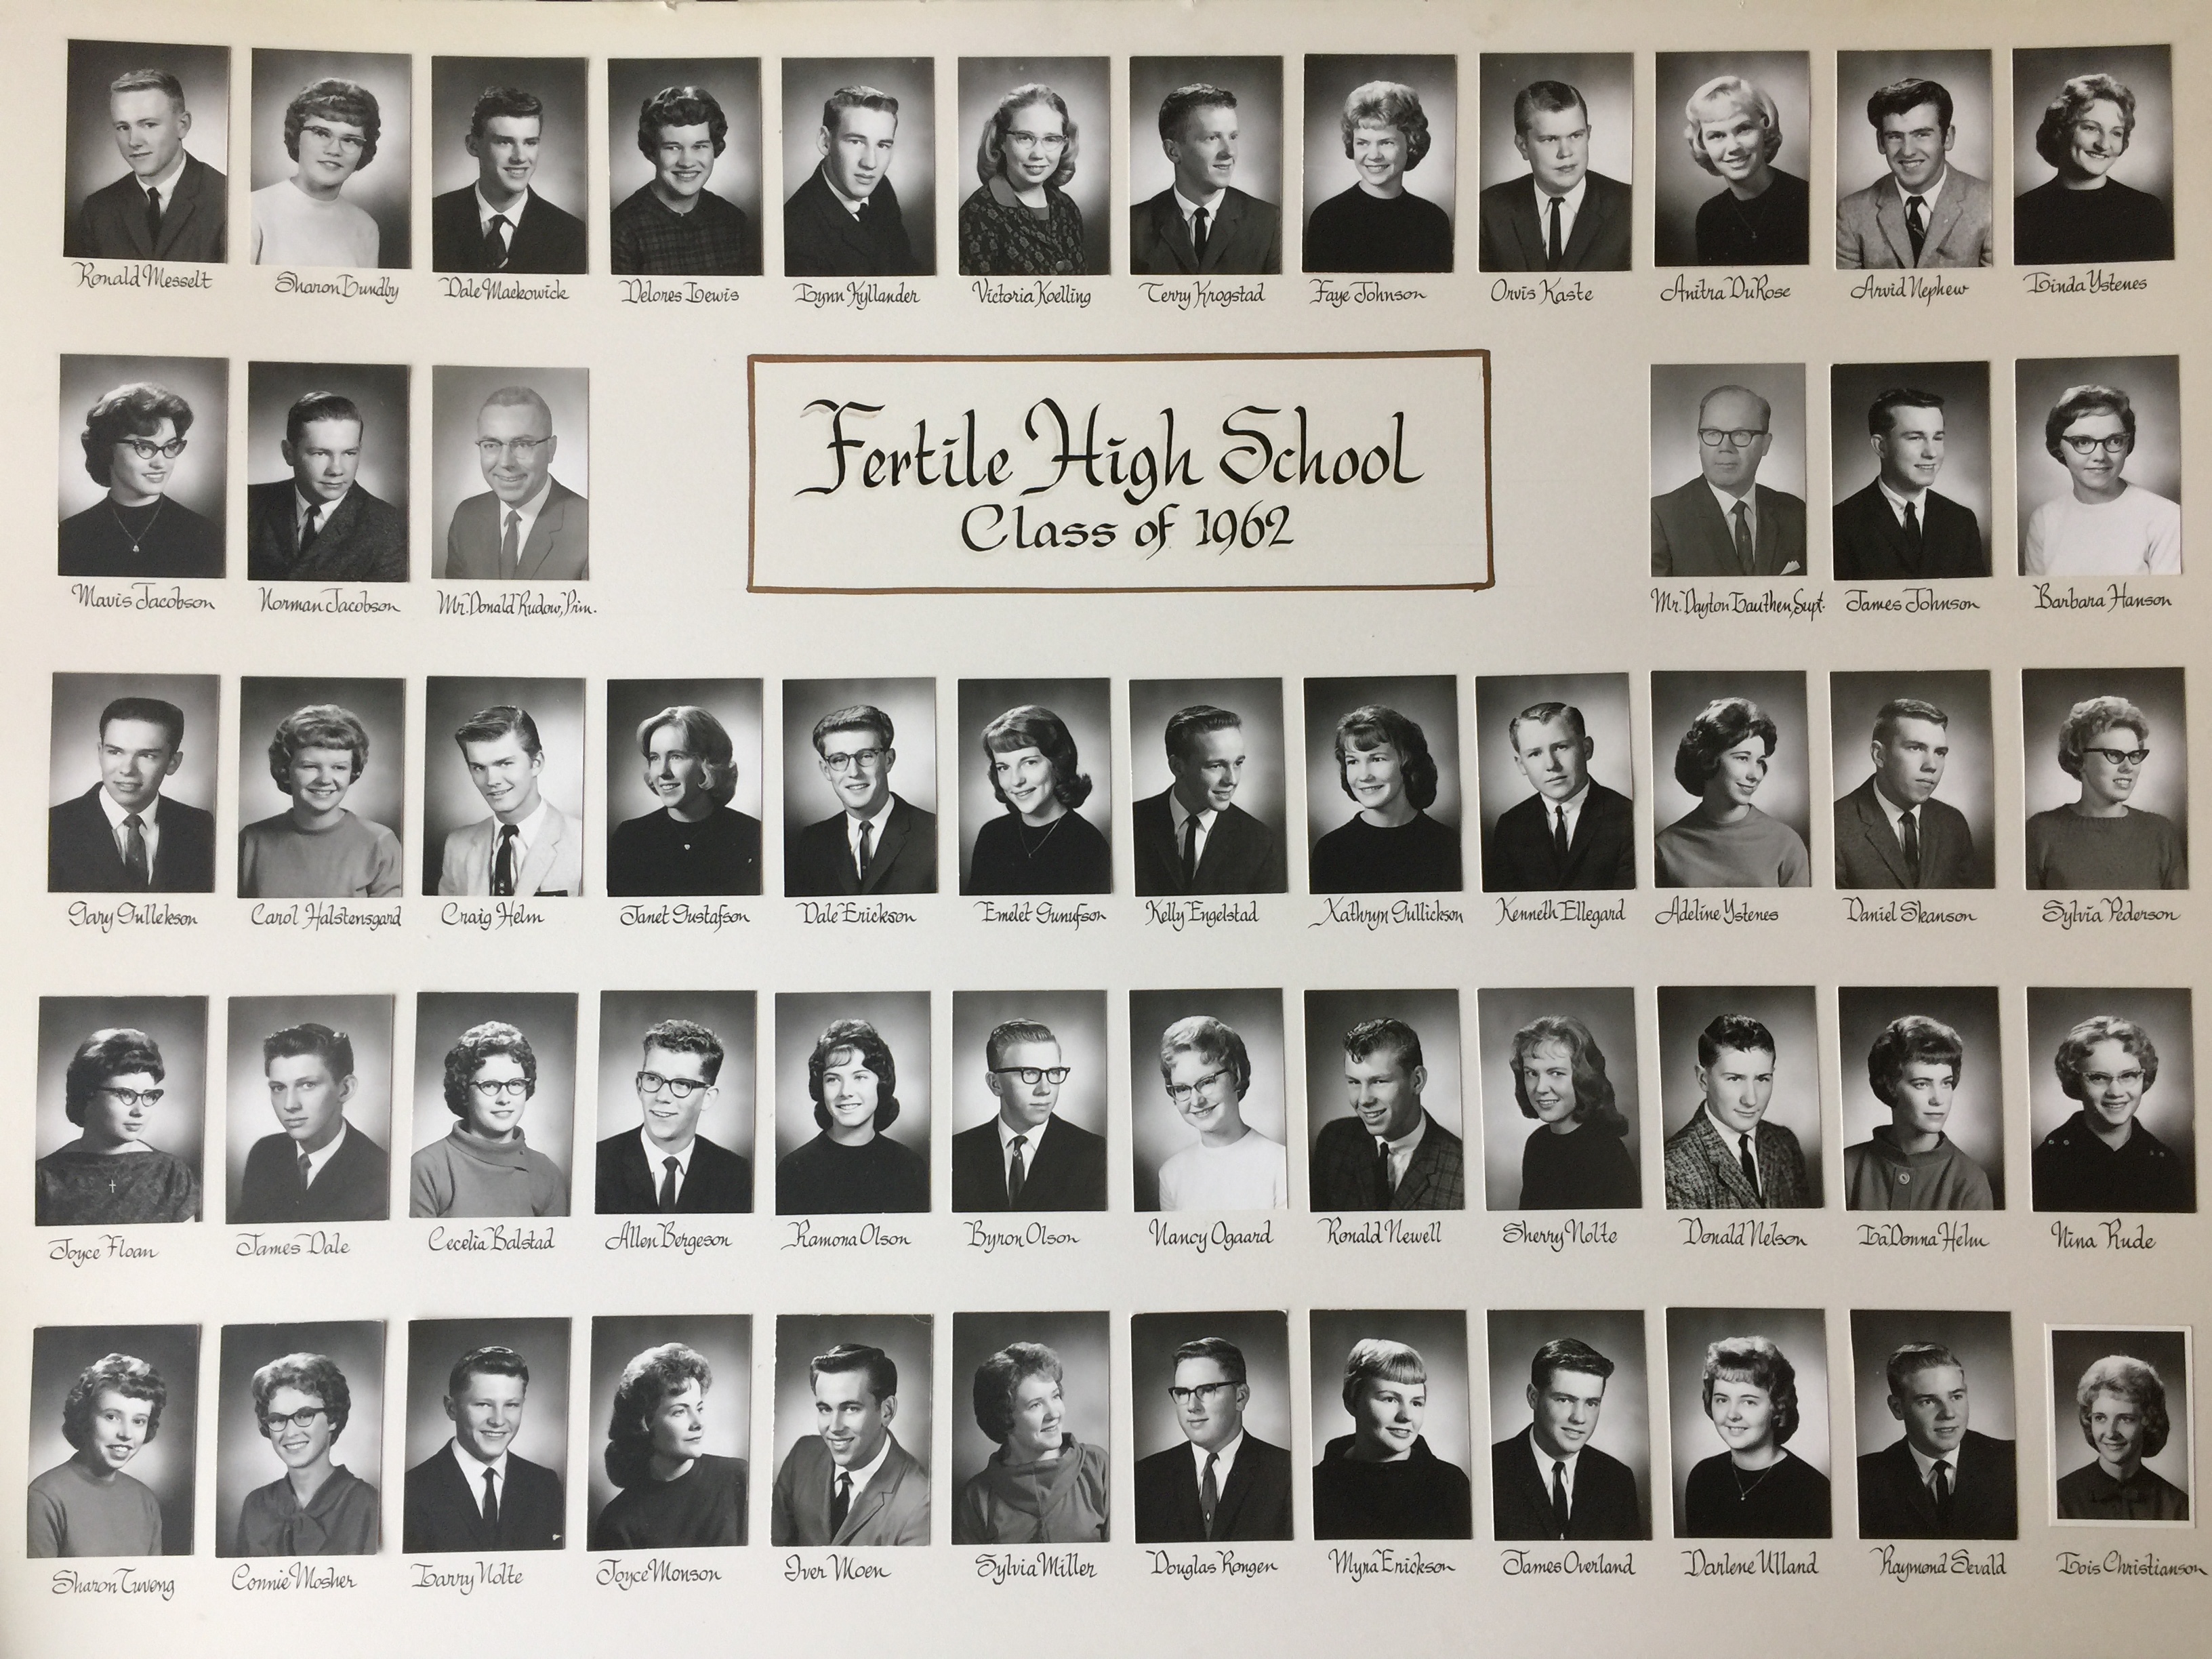 Ronald Messelt Sharon Lundby Dale Mackowick Delores Lewis Lynn Kyllander Victoria Koelling Terry Krogstad Faye Johnson Orvis Kaste Anitra DuRose Arvid Nephew Linda Ystenes
Fertile High School
Class of 1962
Mavis Jacobson Norman Jacobson Mr. Donald Rudow, Prin. Mr. Dayton Lauthen, Supt. James Johnson Barbara Hanson
Gary Gullekson Carol Halstensgard Craig Helm Janet Gustafson Dale Erickson Emelet Gunufson Kelly Engelstad Kathryn Gullickson Kenneth Ellegard Adeline Ystenes Daniel Skanson Sylvia Pederson
Joyce Floan James Dale Cecelia Balstad Allen Bergeson Ramona Olson Byron Olson Nancy Ogaard Ronald Newell Sherry Nolte Donald Nelson LaDonna Helm Nina Rude
Sharon Tuveng Connie Mosher Larry Nolte Joyce Monson Iver Moen Sylvia Miller Douglas Rongen Myra Erickson James Overland Darlene Ulland Raymond Sevald Lois Christianson